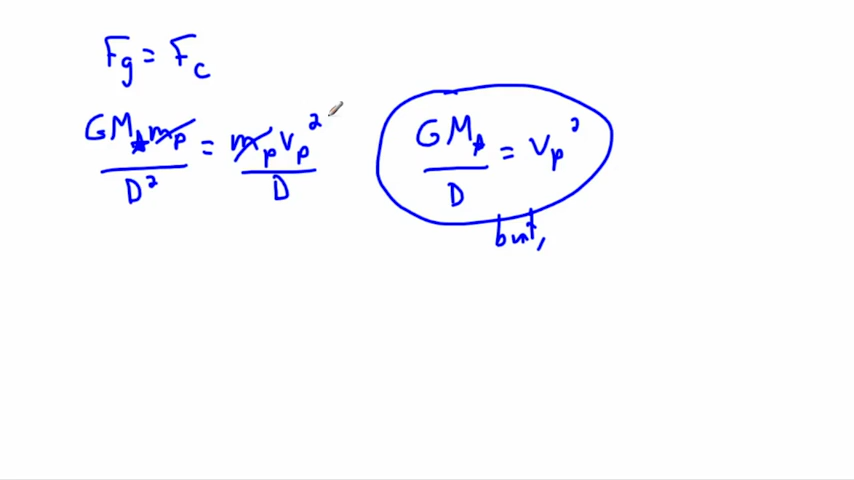 Fg = Fc
GM★mp / D² = mpvp² / D
GM★ / D = vp²
but,